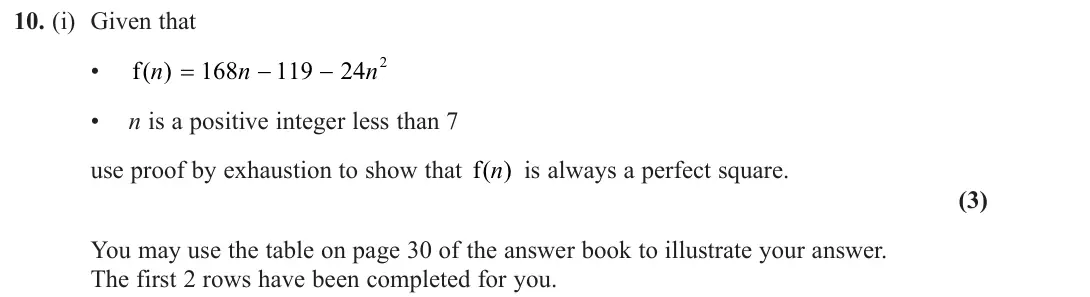 10. (i) Given that
• f(n) = 168n – 119 – 24n²
• n is a positive integer less than 7
use proof by exhaustion to show that f(n) is always a perfect square.
(3)
You may use the table on page 30 of the answer book to illustrate your answer.
The first 2 rows have been completed for you.